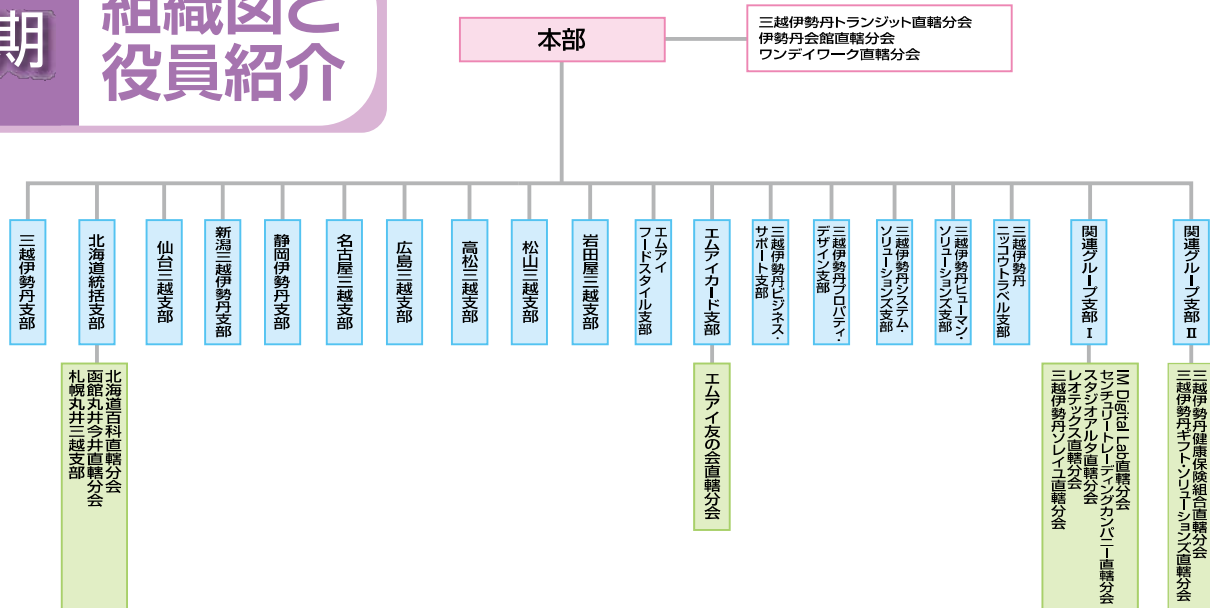 期
組織図と
役員紹介
本部
三越伊勢丹トランジット直轄分会
伊勢丹会館直轄分会
ワンデイワーク直轄分会
三越伊勢丹支部
北海道統括支部
仙台三越支部
新潟三越伊勢丹支部
静岡伊勢丹支部
名古屋三越支部
広島三越支部
高松三越支部
松山三越支部
岩田屋三越支部
エムアイ
フードスタイル支部
エムアイカード支部
三越伊勢丹ビジネス・
サポート支部
三越伊勢丹プロパティ・
デザイン支部
三越伊勢丹システム・
ソリューションズ支部
三越伊勢丹ヒューマン・
ソリューションズ支部
三越伊勢丹
ニッコウトラベル支部
関連グループ支部Ⅰ
関連グループ支部Ⅱ
北海道百科直轄分会
函館丸井今井直轄分会
札幌丸井三越支部
エムアイ友の会直轄分会
IM Digital Lab直轄分会
センチュリートレーディングカンパニー直轄分会
スタジオアルタ直轄分会
レオテックス直轄分会
三越伊勢丹ソレイユ直轄分会
三越伊勢丹健康保険組合直轄分会
三越伊勢丹ギフト・ソリューションズ直轄分会